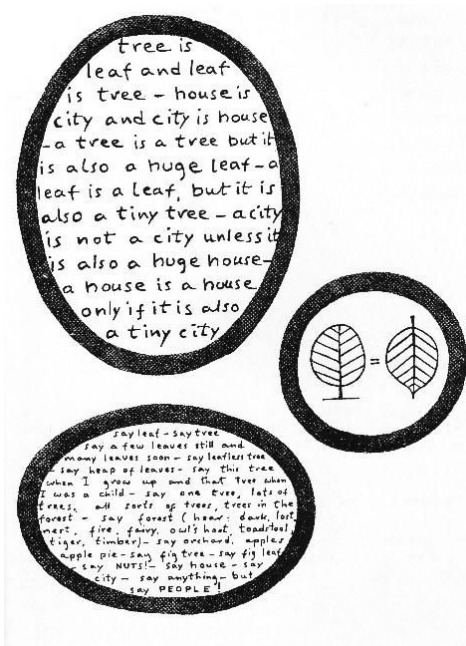 tree is
leaf and leaf
is tree – house is
city and city is house
– a tree is a tree but it
is also a huge leaf – a
leaf is a leaf, but it is
also a tiny tree – a city
is not a city unless it
is also a huge house –
a house is a house
only if it is also
a tiny city
=
say leaf – say tree
say a few leaves still and
many leaves soon – say leafless tree
– say heap of leaves – say this tree
when I grow up and that tree when
I was a child – say one tree, lots of
trees, all sorts of trees, trees in the
forest – say forest (hear: dark, lost,
nest, fire, fairy, owl's hoot, toadstool,
tiger, timber) – say orchard, apples
apple pie – say fig tree – say fig leaf
– say NUTS! – say house – say
city – say anything – but
say PEOPLE!